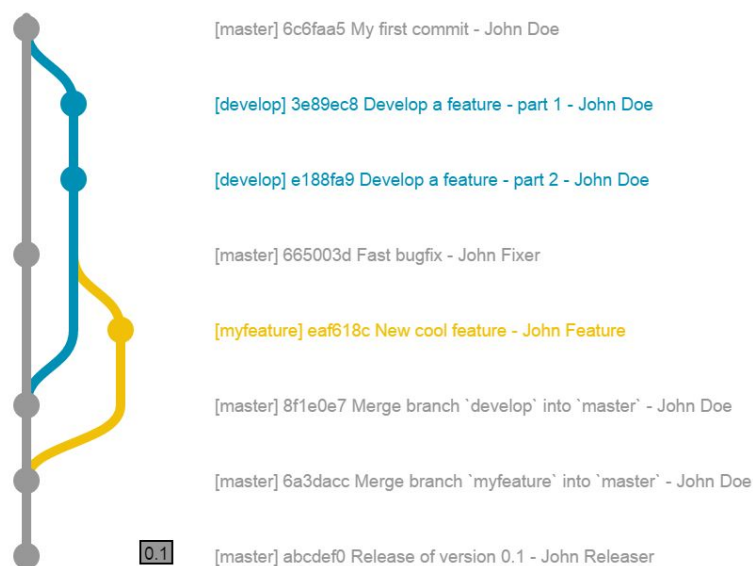 [master] 6c6faa5 My first commit - John Doe
[develop] 3e89ec8 Develop a feature - part 1 - John Doe
[develop] e188fa9 Develop a feature - part 2 - John Doe
[master] 665003d Fast bugfix - John Fixer
[myfeature] eaf618c New cool feature - John Feature
[master] 8f1e0e7 Merge branch `develop` into `master` - John Doe
[master] 6a3dacc Merge branch `myfeature` into `master` - John Doe
0.1 [master] abcdef0 Release of version 0.1 - John Releaser